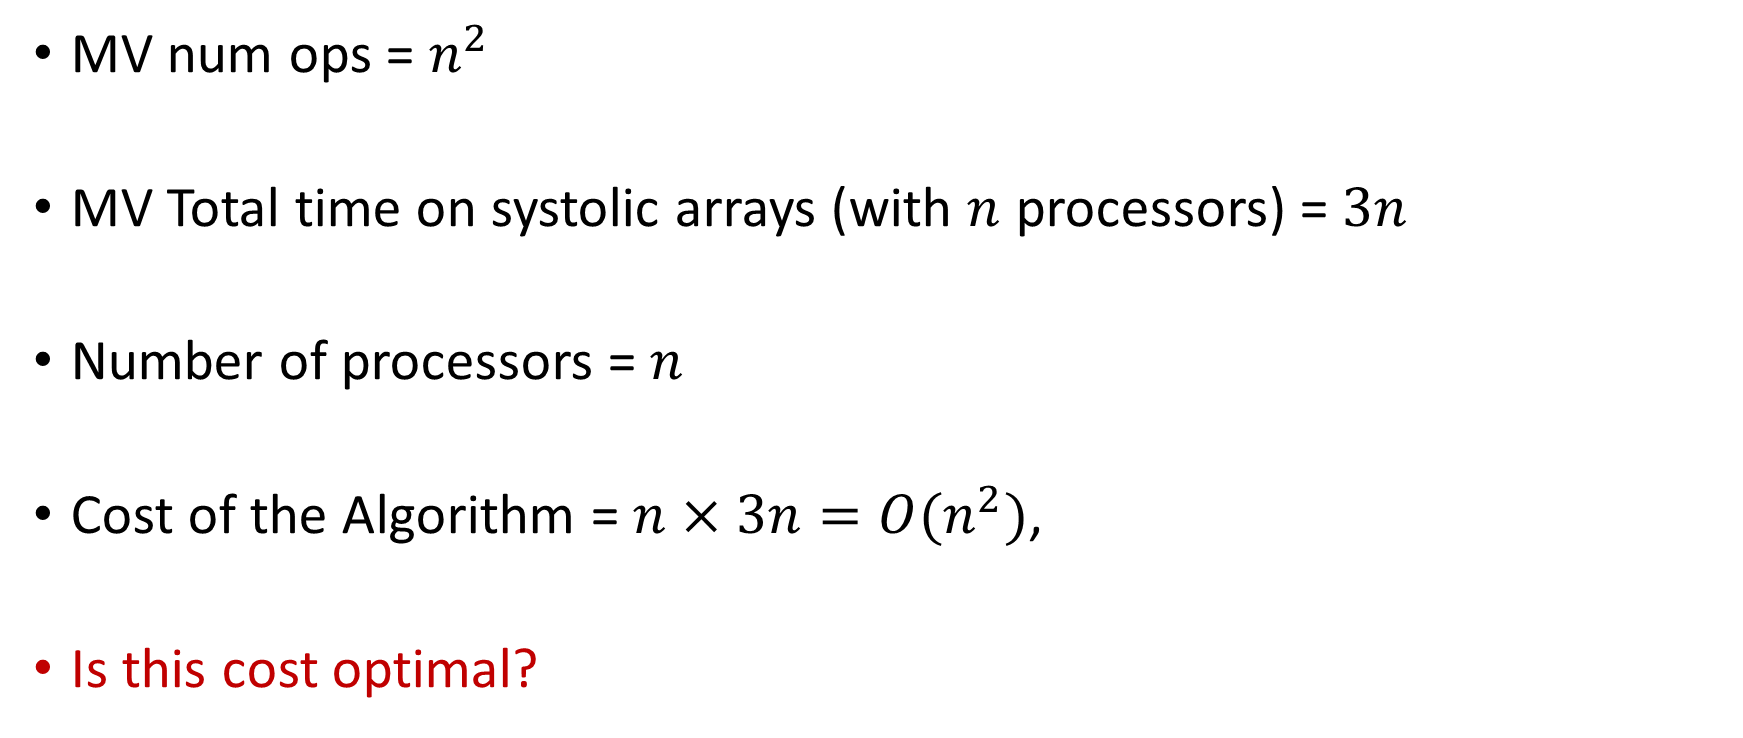 • MV num ops = n²
• MV Total time on systolic arrays (with n processors) = 3n
• Number of processors = n
• Cost of the Algorithm = n × 3n = O(n²),
• Is this cost optimal?